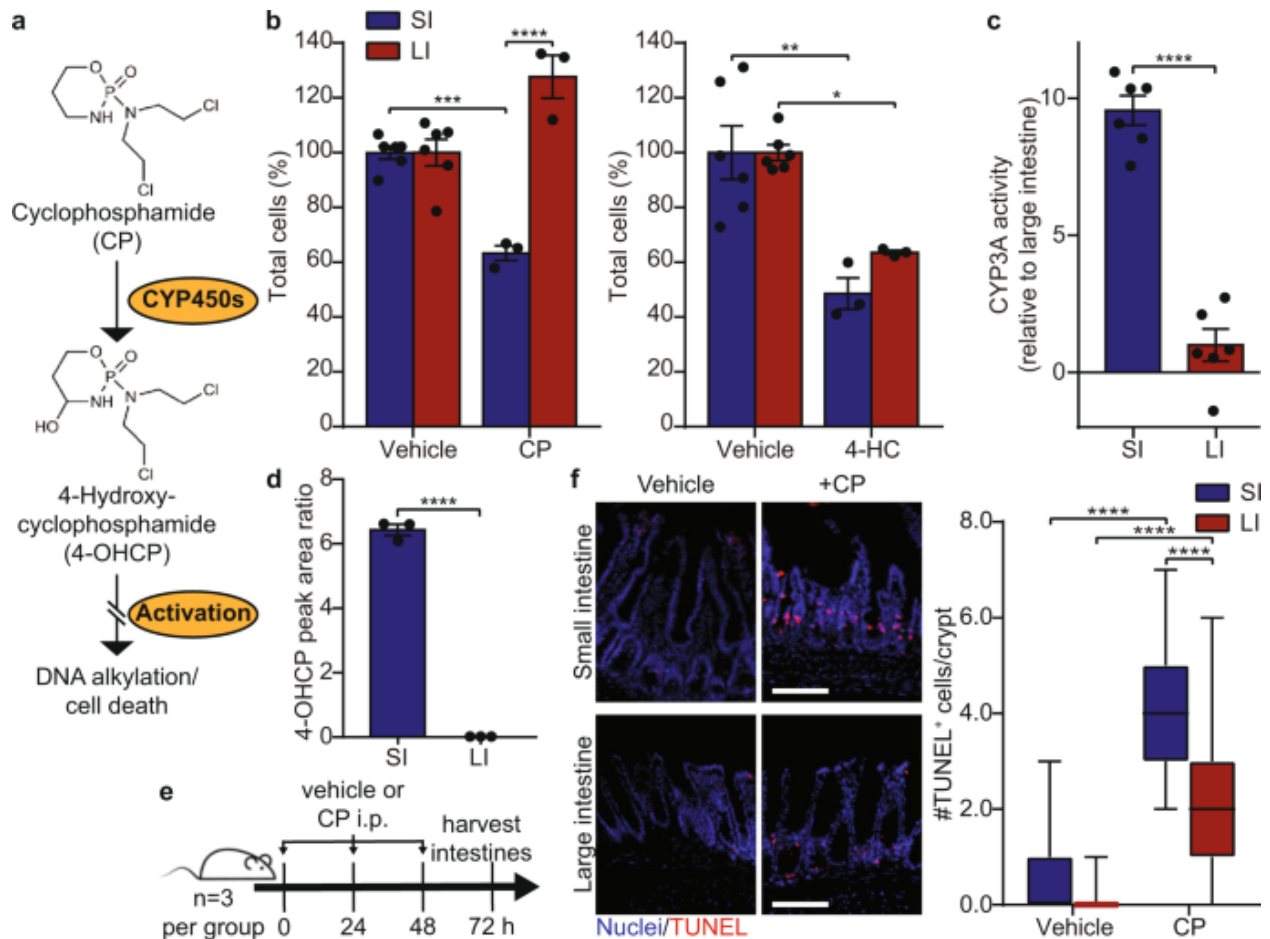 a
O
O
P
NH
N
Cl
Cl
Cyclophosphamide
(CP)
CYP450s
O
O
P
NH
N
HO
Cl
Cl
4-Hydroxy-
cyclophosphamide
(4-OHCP)
Activation
DNA alkylation/
cell death
b
SI
LI
Total cells (%)
140
120
100
80
60
40
20
0
***
****
Vehicle
CP
Total cells (%)
140
120
100
80
60
40
20
0
**
*
Vehicle
4-HC
c
CYP3A activity
(relative to large intestine)
10
5
0
****
SI
LI
d
4-OHCP peak area ratio
8
6
4
2
0
****
SI
LI
e
vehicle or
CP i.p.
harvest
intestines
n=3
per group
0
24
48
72 h
f
Vehicle
+CP
Small intestine
Large intestine
Nuclei/TUNEL
SI
LI
#TUNEL+ cells/crypt
8.0
6.0
4.0
2.0
0.0
****
****
****
Vehicle
CP